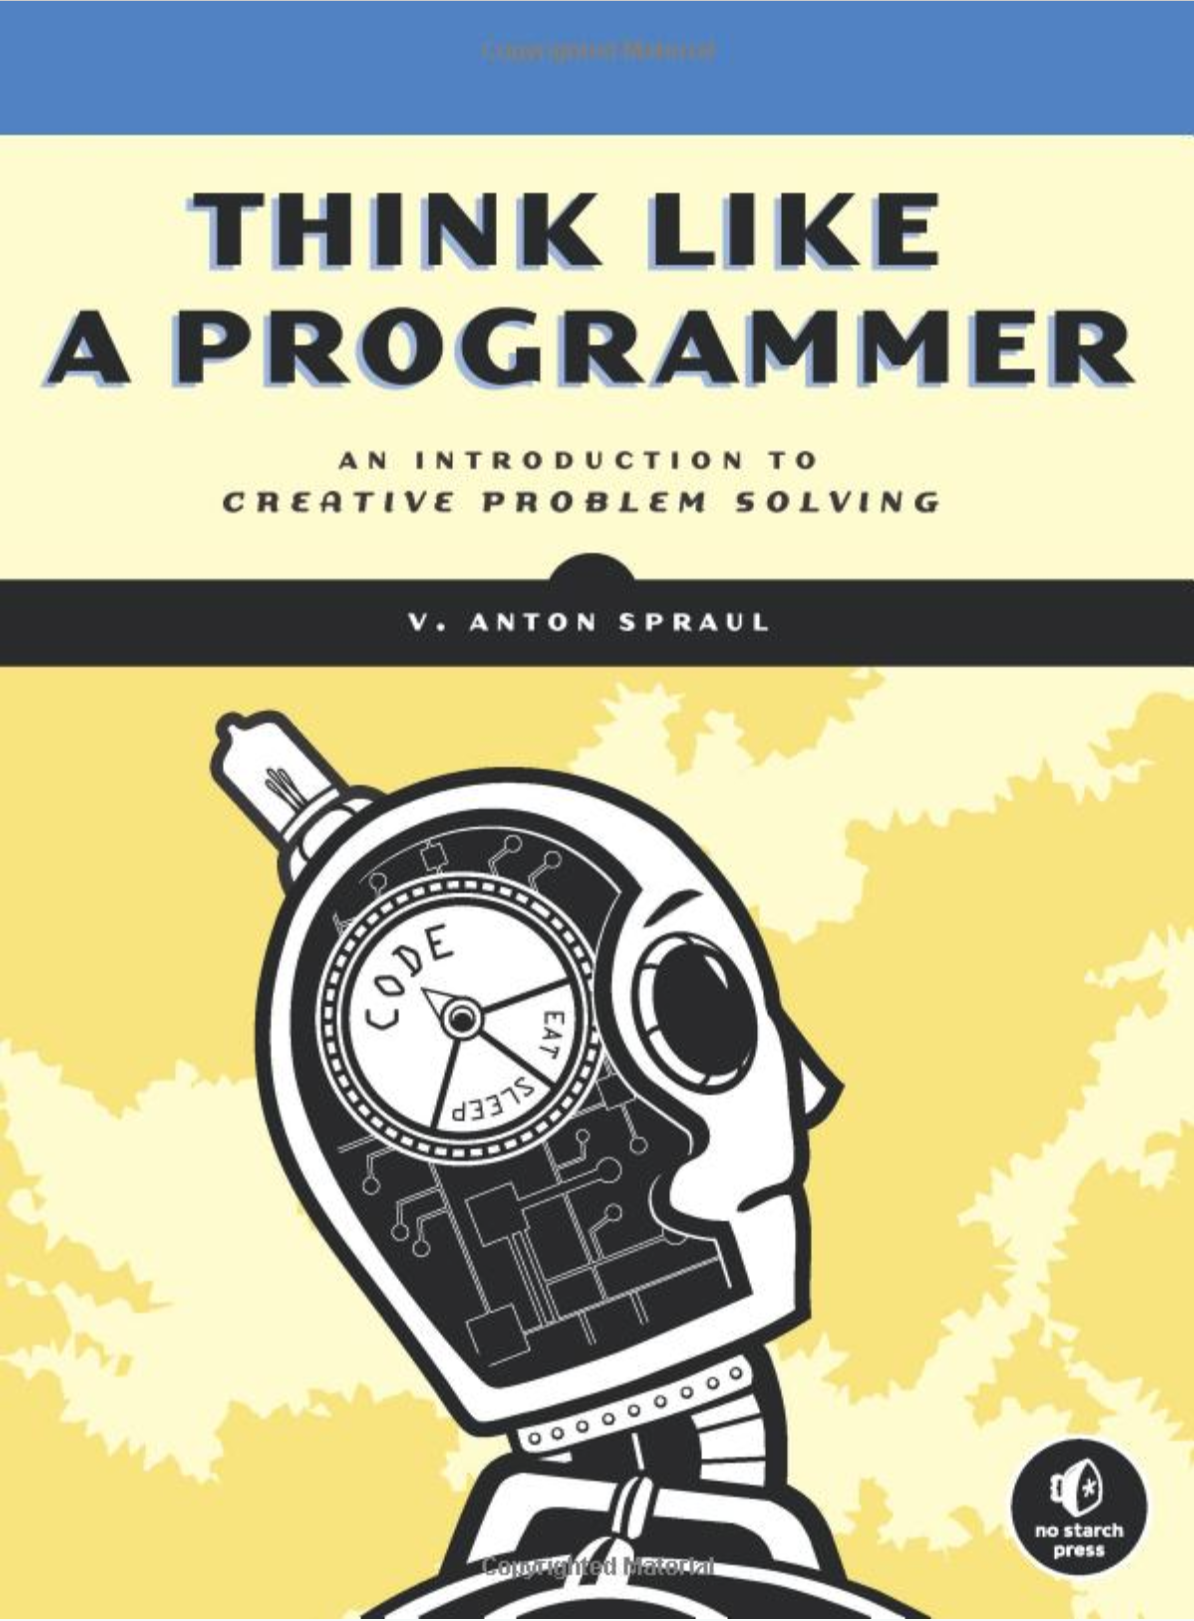 Copyrighted Material
THINK LIKE
A PROGRAMMER
AN INTRODUCTION TO
CREATIVE PROBLEM SOLVING
V. ANTON SPRAUL
CODE
EAT
SLEEP
no starch
press
Copyrighted Material